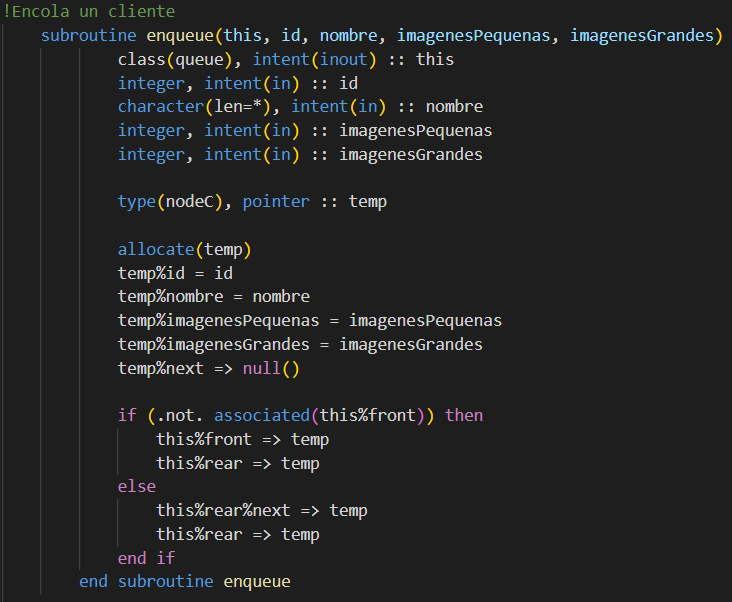 !Encola un cliente
subroutine enqueue(this, id, nombre, imagenesPequenas, imagenesGrandes)
class(queue), intent(inout) :: this
integer, intent(in) :: id
character(len=*), intent(in) :: nombre
integer, intent(in) :: imagenesPequenas
integer, intent(in) :: imagenesGrandes
type(nodeC), pointer :: temp
allocate(temp)
temp%id = id
temp%nombre = nombre
temp%imagenesPequenas = imagenesPequenas
temp%imagenesGrandes = imagenesGrandes
temp%next => null()
if (.not. associated(this%front)) then
this%front => temp
this%rear => temp
else
this%rear%next => temp
this%rear => temp
end if
end subroutine enqueue